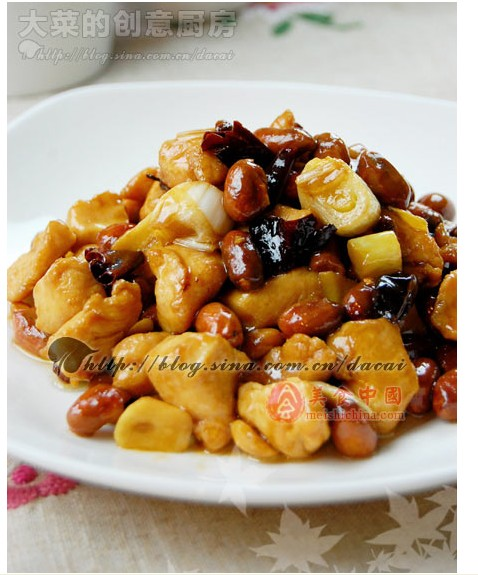 大菜的创意厨房
http://blog.sina.com.cn/dacai
http://blog.sina.com.cn/dacai
美食中國
meishichina.com